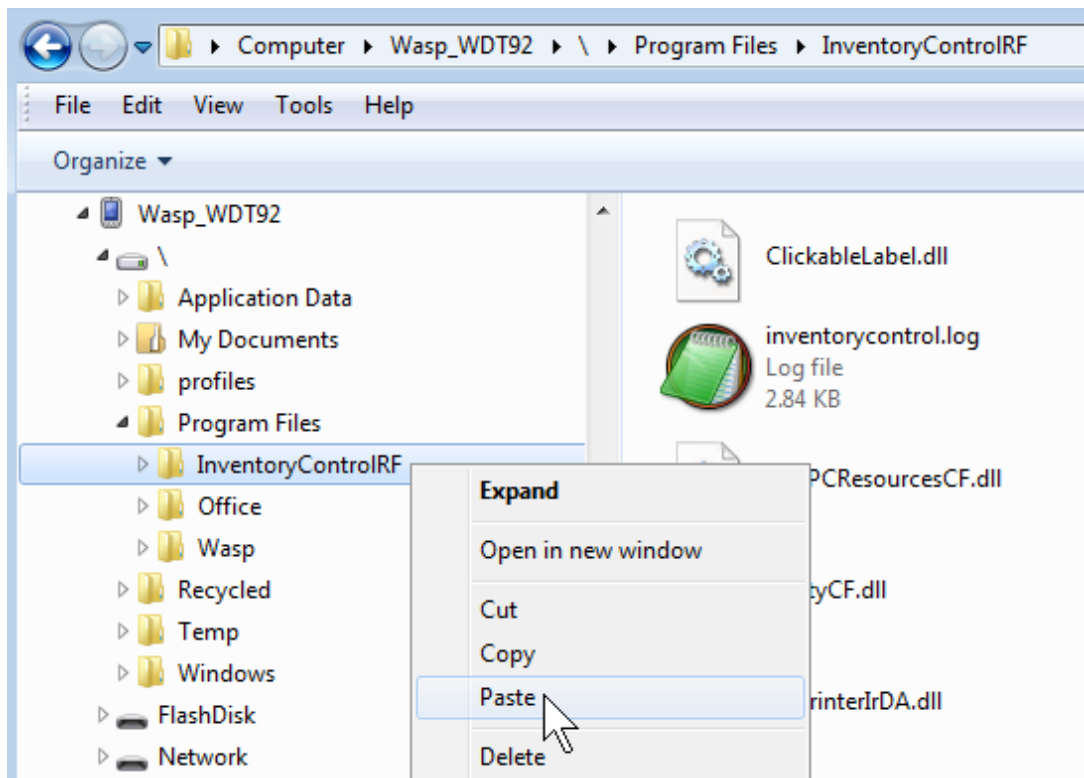 Computer Wasp_WDT92 \ Program Files InventoryControlRF
File Edit View Tools Help
Organize
Wasp_WDT92
\
Application Data
My Documents
profiles
Program Files
InventoryControlRF
Office
Wasp
Recycled
Temp
Windows
FlashDisk
Network
ClickableLabel.dll
inventorycontrol.log
Log file
2.84 KB
PCResourcesCF.dll
tyCF.dll
rinterIrDA.dll
Expand
Open in new window
Cut
Copy
Paste
Delete